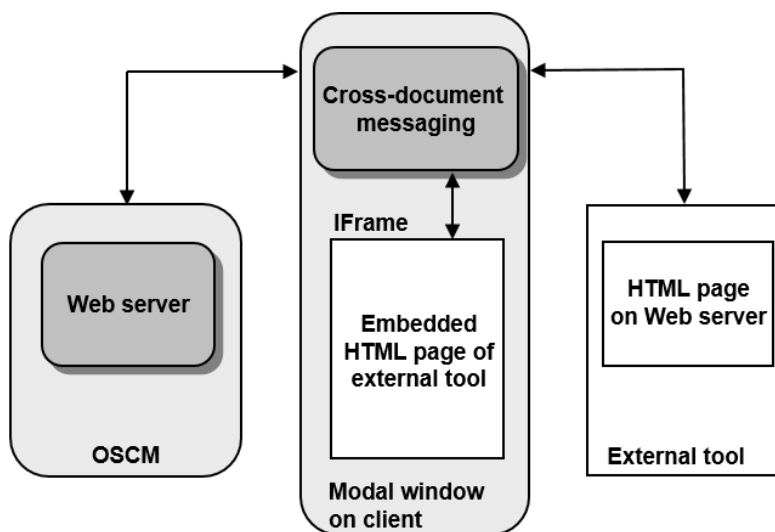 Cross-document
messaging
IFrame
Web server
Embedded
HTML page of
external tool
HTML page
on Web server
OSCM
External tool
Modal window
on client